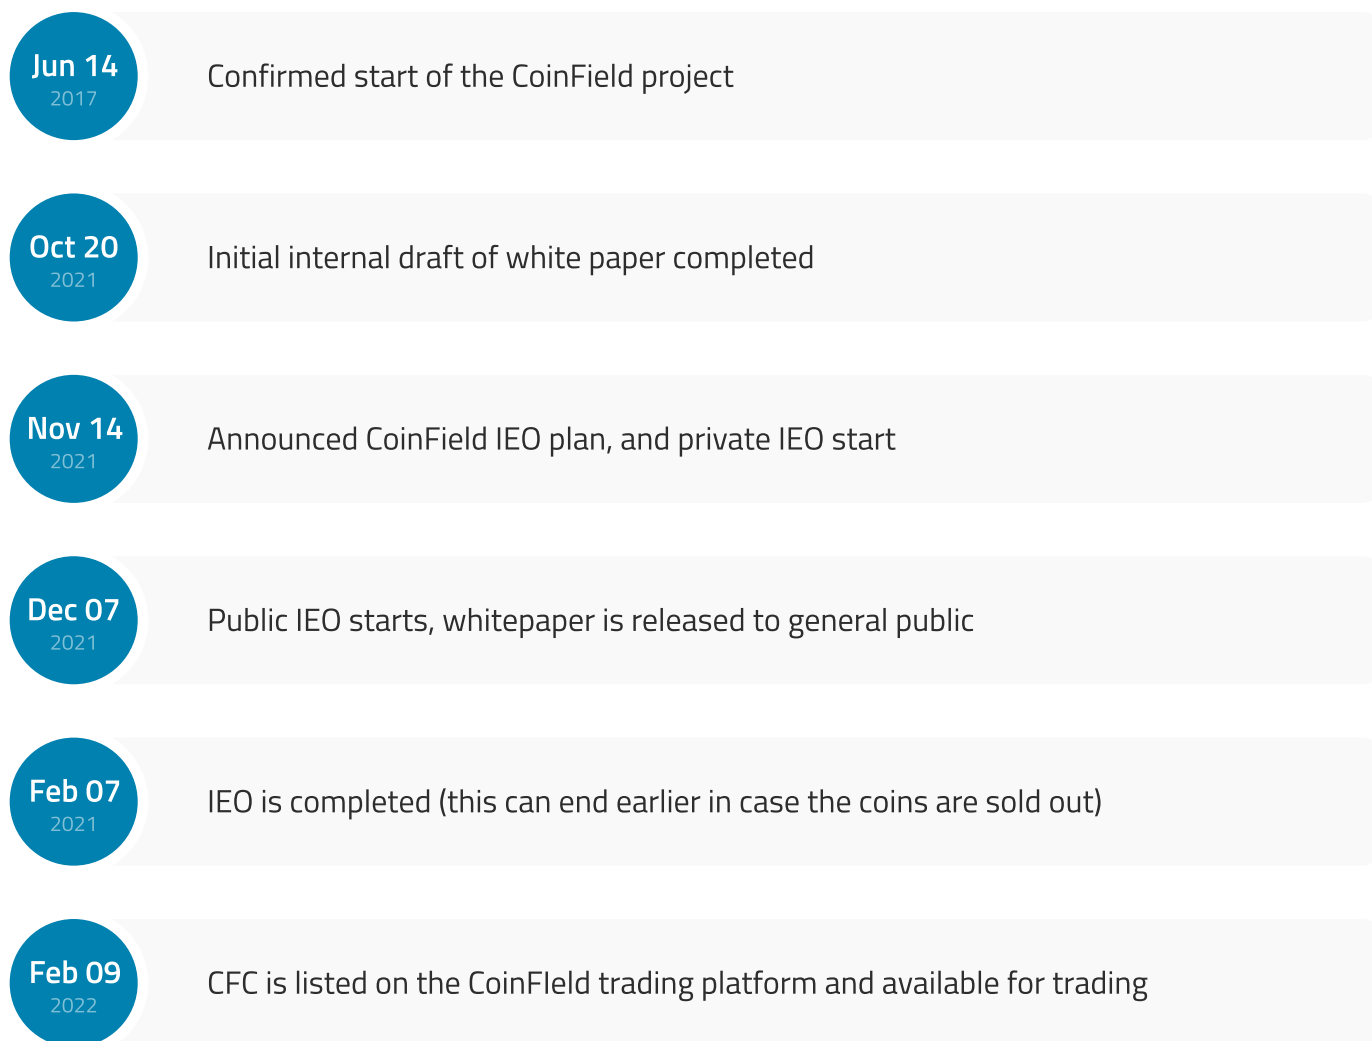 Jun 14
2017
Confirmed start of the CoinField project
Oct 20
2021
Initial internal draft of white paper completed
Nov 14
2021
Announced CoinField IEO plan, and private IEO start
Dec 07
2021
Public IEO starts, whitepaper is released to general public
Feb 07
2021
IEO is completed (this can end earlier in case the coins are sold out)
Feb 09
2022
CFC is listed on the CoinFIeld trading platform and available for trading